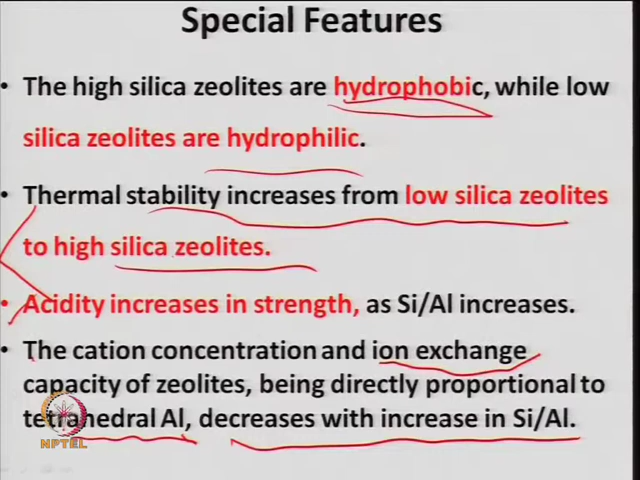 Special Features
• The high silica zeolites are hydrophobic, while low
silica zeolites are hydrophilic.
• Thermal stability increases from low silica zeolites
to high silica zeolites.
• Acidity increases in strength, as Si/Al increases.
• The cation concentration and ion exchange
capacity of zeolites, being directly proportional to
tetrahedral Al, decreases with increase in Si/Al.
NPTEL